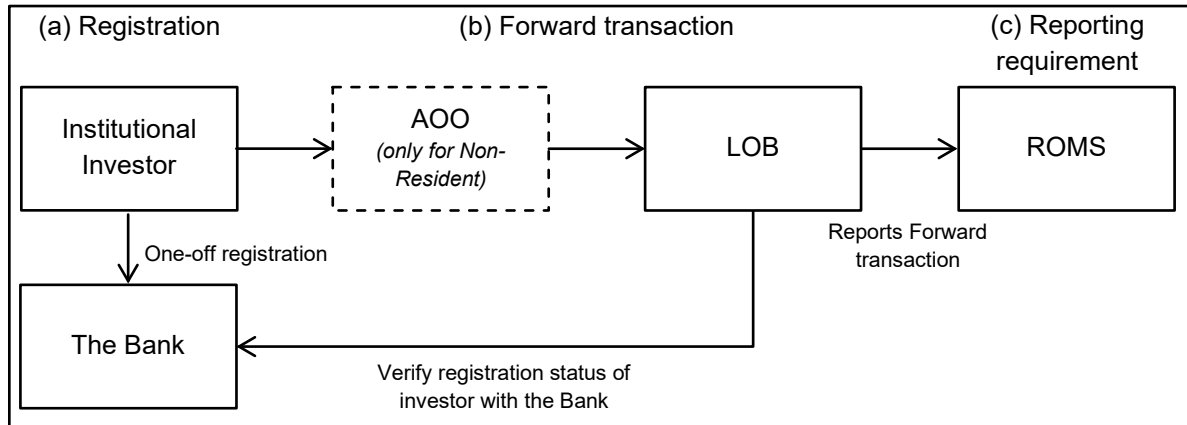 (a) Registration
(b) Forward transaction
(c) Reporting
requirement
Institutional
Investor
AOO
(only for Non-
Resident)
LOB
ROMS
One-off registration
Reports Forward
transaction
The Bank
Verify registration status of
investor with the Bank